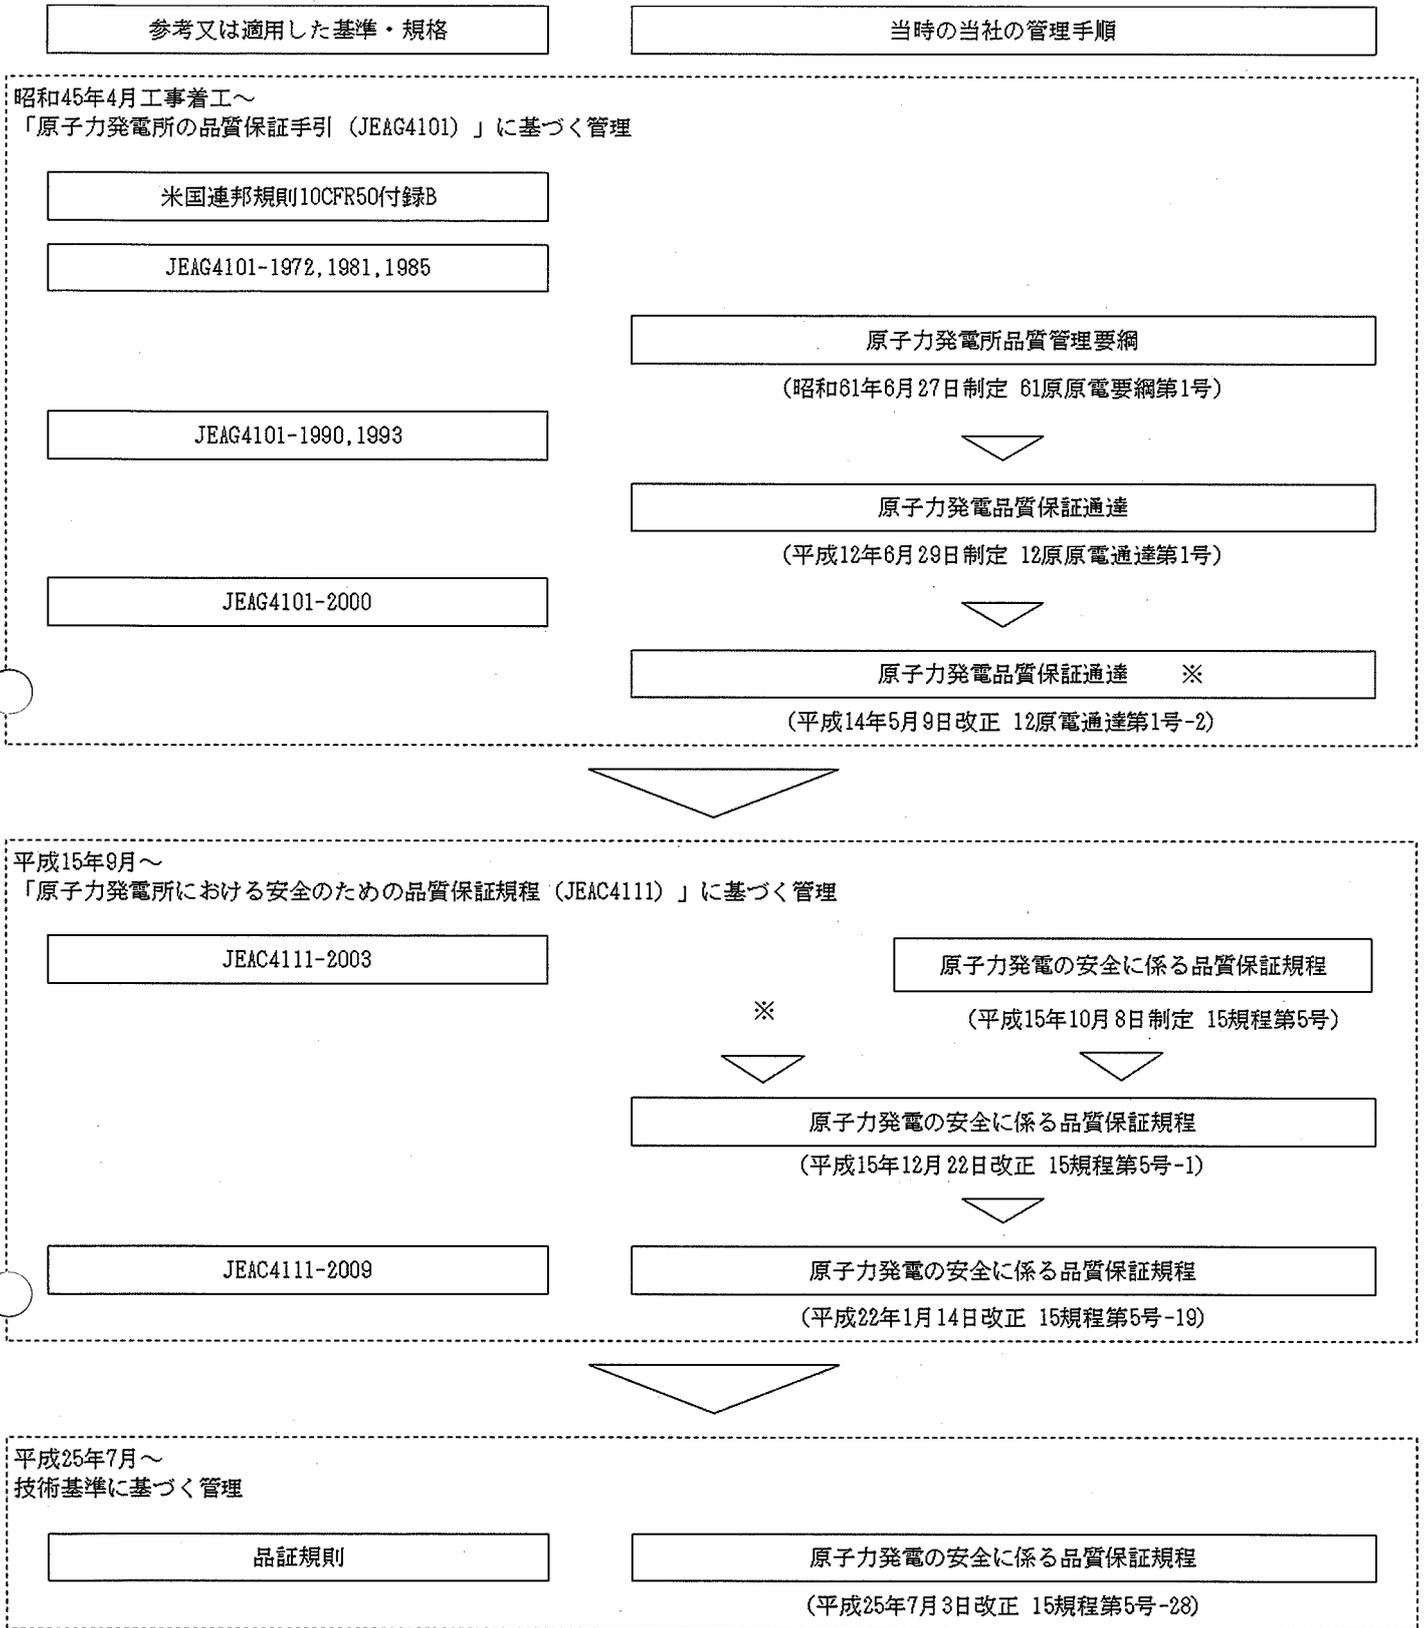 参考又は適用した基準・規格
当時の当社の管理手順
昭和45年4月工事着工～
「原子力発電所の品質保証手引(JEAG4101)」に基づく管理
米国連邦規則10CFR50付録B
JEAG4101-1972,1981,1985
原子力発電所品質管理要綱
(昭和61年6月27日制定 61原原電要綱第1号)
JEAG4101-1990,1993
原子力発電品質保証通達
(平成12年6月29日制定 12原原電通達第1号)
JEAG4101-2000
原子力発電品質保証通達 ※
(平成14年5月9日改正 12原電通達第1号-2)
平成15年9月～
「原子力発電所における安全のための品質保証規程(JEAC4111)」に基づく管理
JEAC4111-2003
原子力発電の安全に係る品質保証規程
※
(平成15年10月8日制定 15規程第5号)
原子力発電の安全に係る品質保証規程
(平成15年12月22日改正 15規程第5号-1)
JEAC4111-2009
原子力発電の安全に係る品質保証規程
(平成22年1月14日改正 15規程第5号-19)
平成25年7月～
技術基準に基づく管理
品証規則
原子力発電の安全に係る品質保証規程
(平成25年7月3日改正 15規程第5号-28)